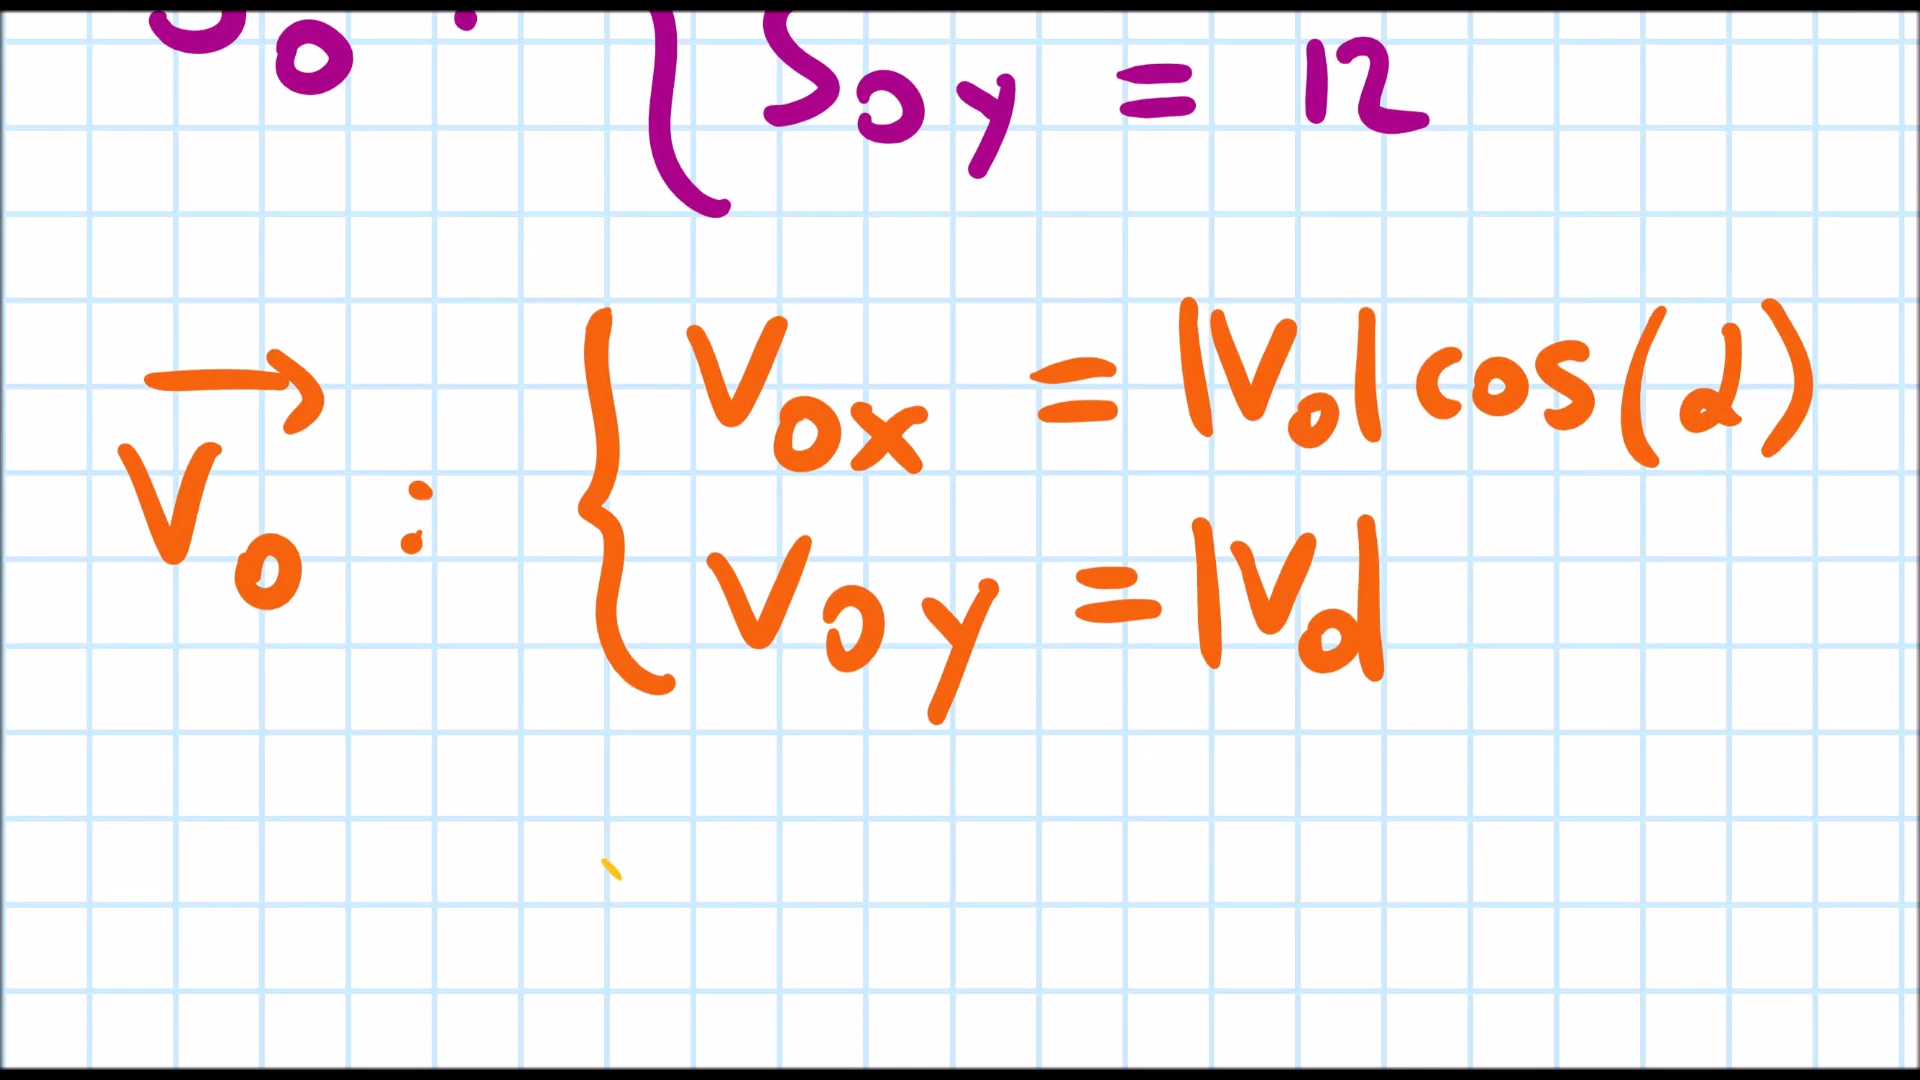 S₀ : { S₀y = 12
V₀⃗ : { V₀x = |V₀| cos(α)
V₀y = |V₀|